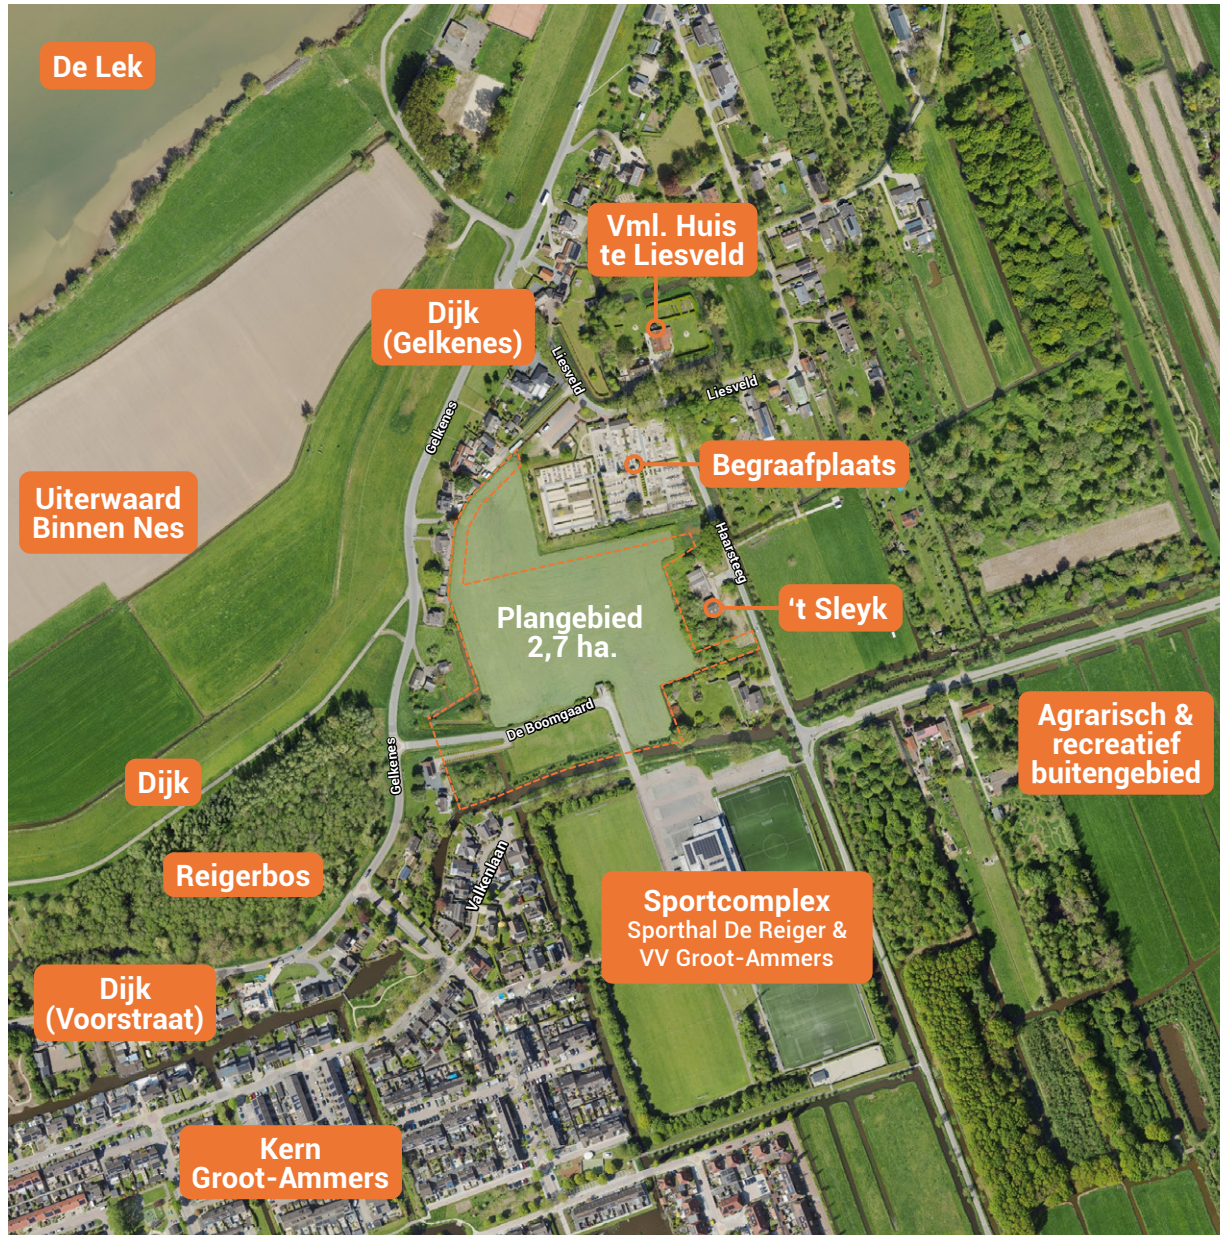 De Lek
Vml. Huis
te Liesveld
Dijk
(Gelkenes)
Liesveld
Liesveld
Gelkenes
Begraafplaats
Uiterwaard
Binnen Nes
Haarsteeg
‘t Sleyk
Plangebied
2,7 ha.
De Boomgaard
Gelkenes
Agrarisch &
recreatief
buitengebied
Dijk
Reigerbos
Valkenlaan
Sportcomplex
Sporthal De Reiger &
VV Groot-Ammers
Dijk
(Voorstraat)
Kern
Groot-Ammers